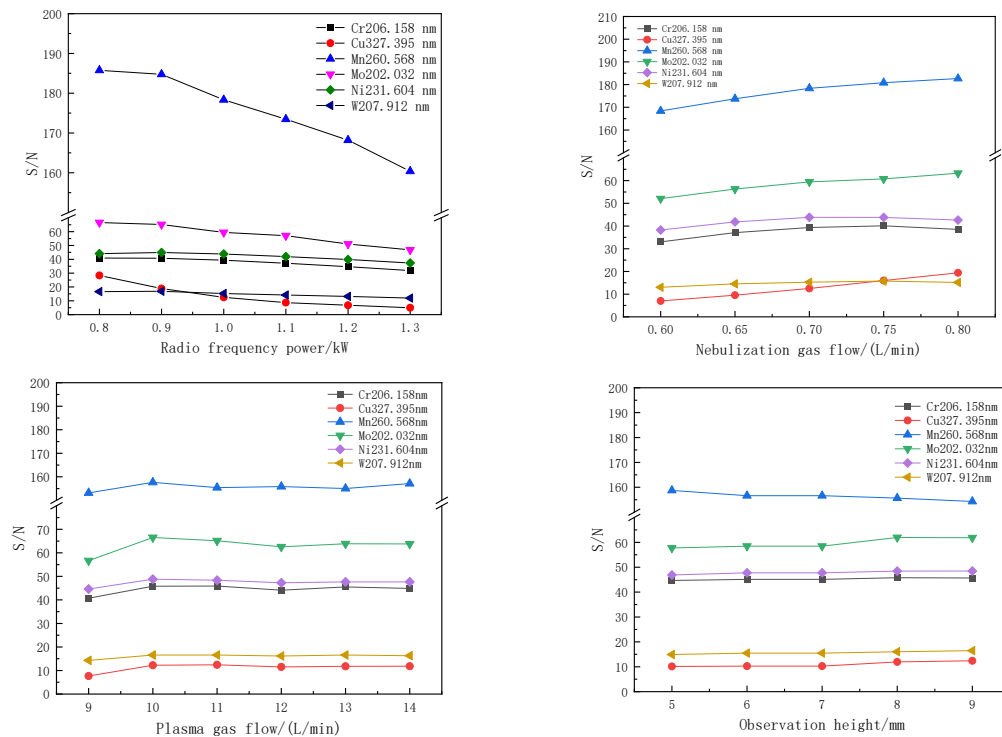 200
190
180
170
160
60
50
40
30
20
10
0
S/N
Cr206.158 nm
Cu327.395 nm
Mn260.568 nm
Mo202.032 nm
Ni231.604 nm
W207.912 nm
0.8 0.9 1.0 1.1 1.2 1.3
Radio frequency power/kW
210
200
190
180
170
160
60
50
40
30
20
10
0
S/N
Cr206.158 nm
Cu327.395 nm
Mn260.568 nm
Mo202.032 nm
Ni231.604 nm
W207.912 nm
0.60 0.65 0.70 0.75 0.80
Nebulization gas flow/(L/min)
200
190
180
170
160
70
60
50
40
30
20
10
0
S/N
Cr206.158nm
Cu327.395nm
Mn260.568nm
Mo202.032nm
Ni231.604nm
W207.912nm
9 10 11 12 13 14
Plasma gas flow/(L/min)
200
190
180
170
160
60
50
40
30
20
10
0
S/N
Cr206.158nm
Cu327.395nm
Mn260.568nm
Mo202.032nm
Ni231.604nm
W207.912nm
5 6 7 8 9
Observation height/mm